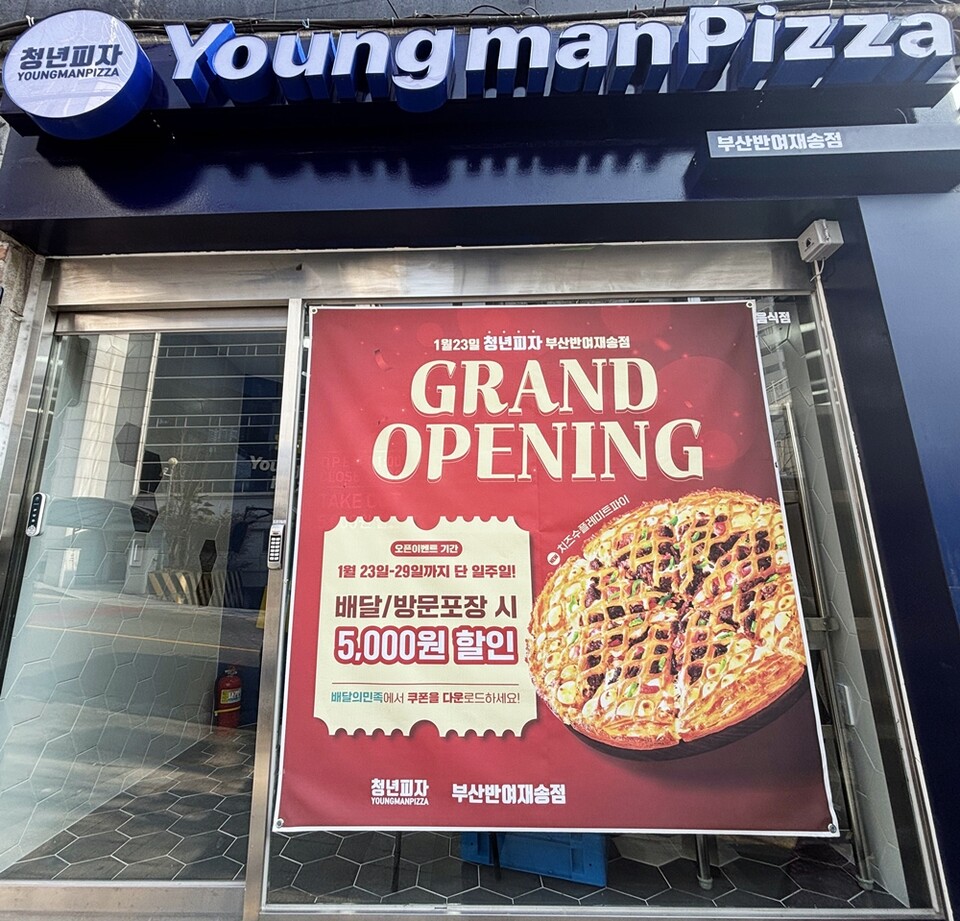 청년피자
YOUNGMANPIZZA
YoungmanPizza
부산반여재송점
음식점
1월23일 청년피자 부산반여재송점
GRAND
OPENING
치즈수플레미트파이
오픈이벤트 기간
1월 23일-29일까지 단 일주일!
배달/방문포장 시
5,000원 할인
배달의민족에서 쿠폰을 다운로드하세요!
청년피자
YOUNGMANPIZZA
부산반여재송점